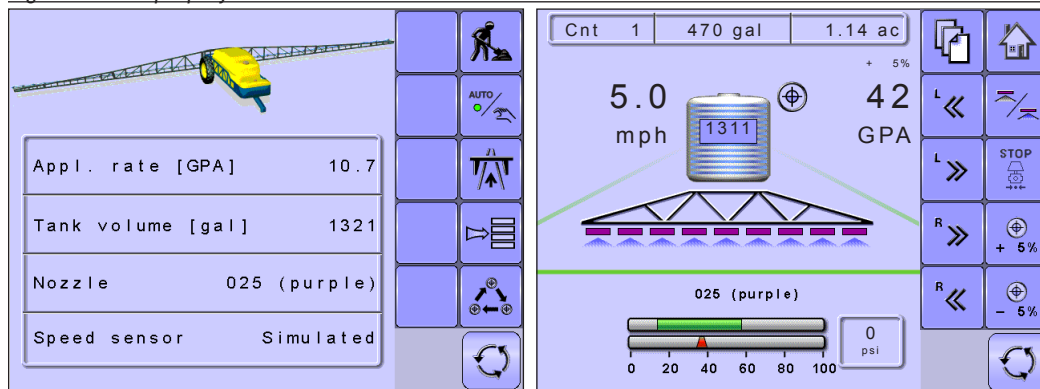 AUTO
Appl. rate [GPA] 10.7
Tank volume [gal] 1321
Nozzle 025 (purple)
Speed sensor Simulated
Cnt 1 470 gal 1.14 ac
+ 5%
5.0 42
mph 1311 GPA
L
L
STOP
R
+ 5%
R
- 5%
025 (purple)
0 20 40 60 80 100
0
psi